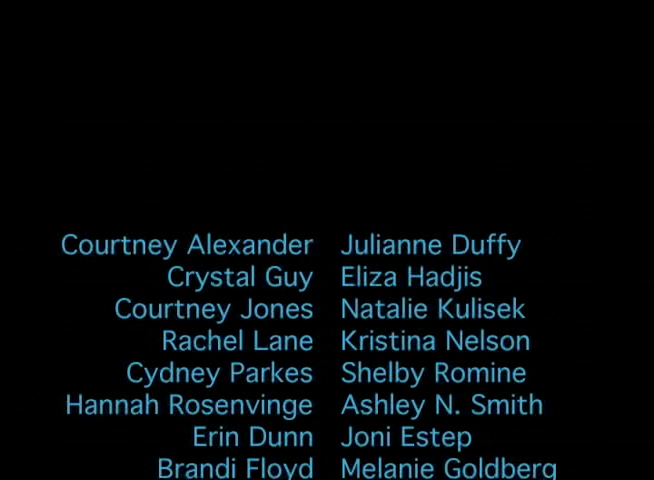 Courtney Alexander Julianne Duffy
Crystal Guy Eliza Hadjis
Courtney Jones Natalie Kulisek
Rachel Lane Kristina Nelson
Cydney Parkes Shelby Romine
Hannah Rosenvinge Ashley N. Smith
Erin Dunn Joni Estep
Brandi Floyd Melanie Goldberg